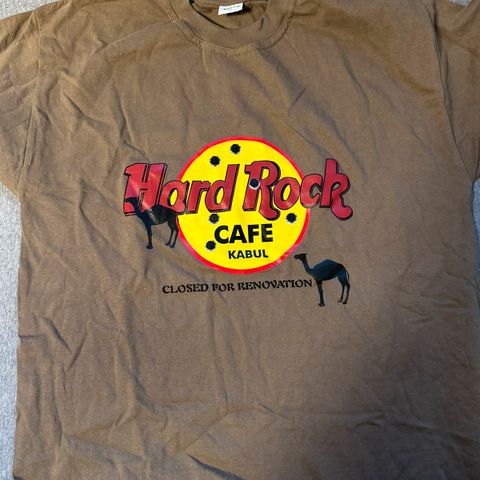 Hard Rock
CAFE
KABUL
CLOSED FOR RENOVATION